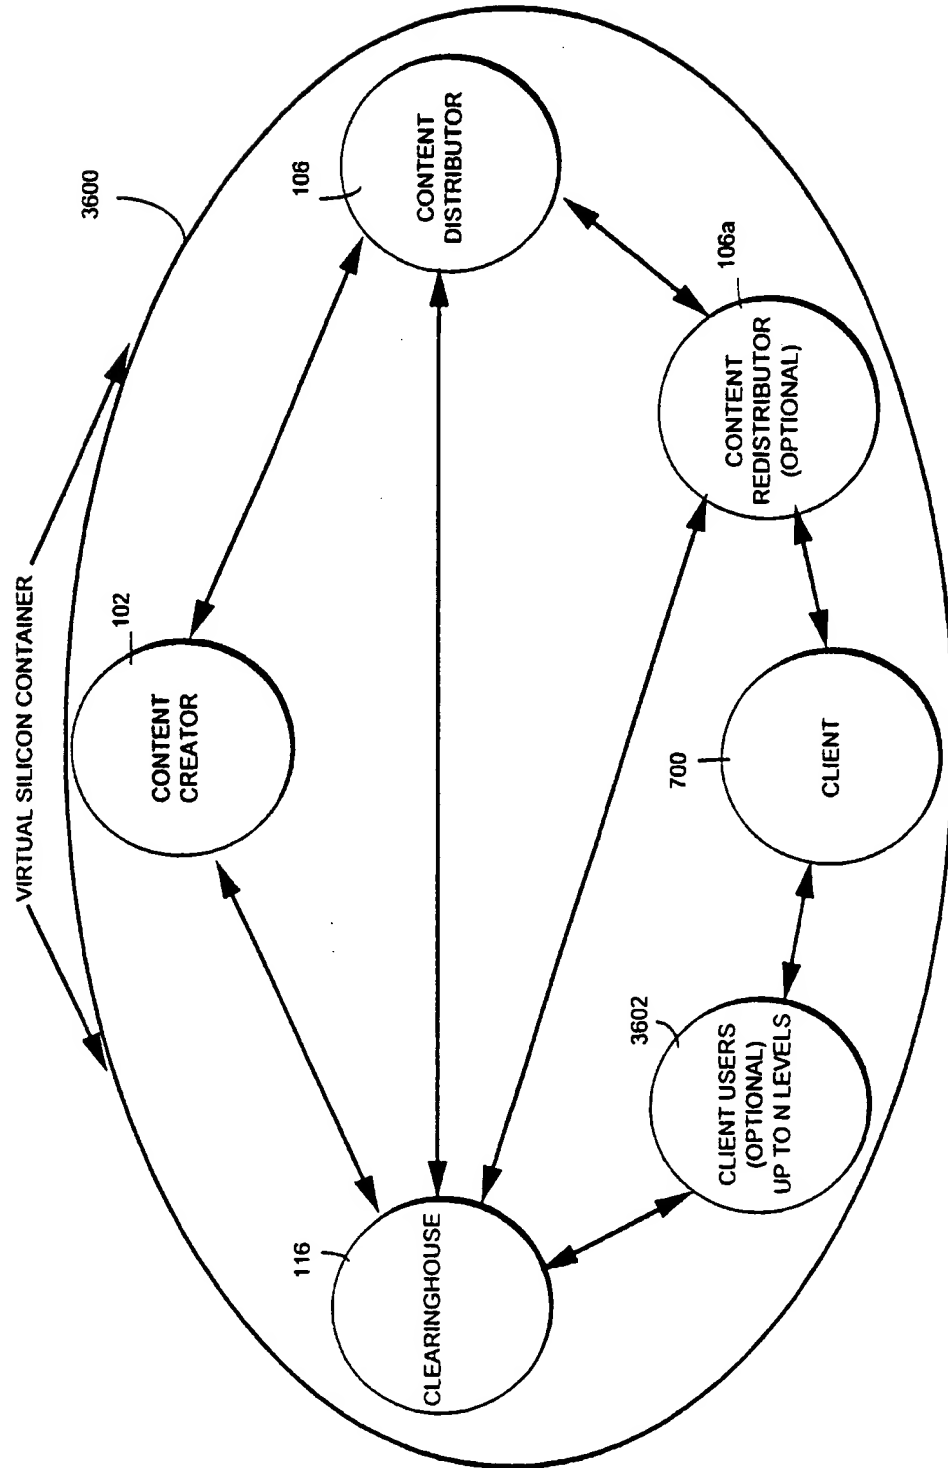 VIRTUAL SILICON CONTAINER
3600
102
CONTENT
CREATOR
116
CLEARINGHOUSE
106
CONTENT
DISTRIBUTOR
106a
CONTENT
REDISTRIBUTOR
(OPTIONAL)
700
CLIENT
3602
CLIENT USERS
(OPTIONAL)
UP TO N LEVELS